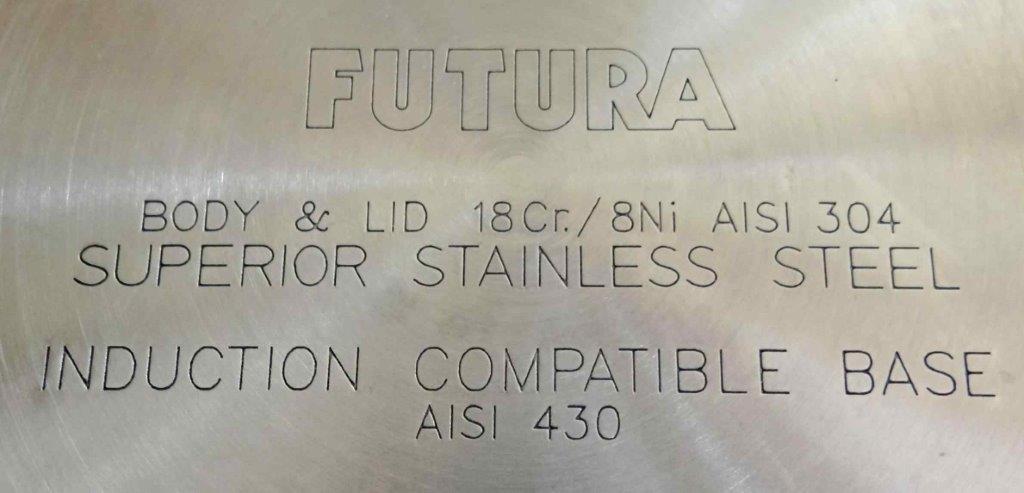 FUTURA
BODY & LID 18Cr./8Ni AISI 304
SUPERIOR STAINLESS STEEL
INDUCTION COMPATIBLE BASE
AISI 430